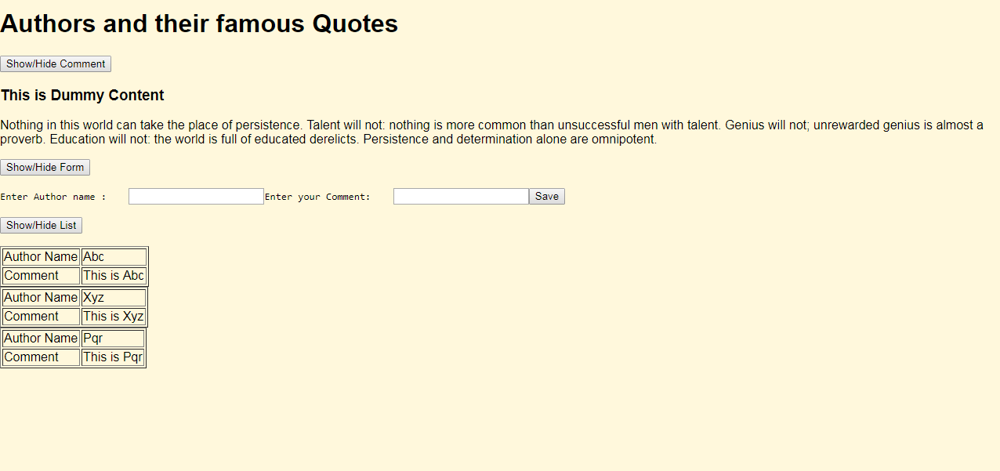 Authors and their famous Quotes
Show/Hide Comment
This is Dummy Content
Nothing in this world can take the place of persistence. Talent will not: nothing is more common than unsuccessful men with talent. Genius will not; unrewarded genius is almost a
proverb. Education will not: the world is full of educated derelicts. Persistence and determination alone are omnipotent.
Show/Hide Form
Enter Author name : Enter your Comment: Save
Show/Hide List
Author Name Abc
Comment This is Abc
Author Name Xyz
Comment This is Xyz
Author Name Pqr
Comment This is Pqr